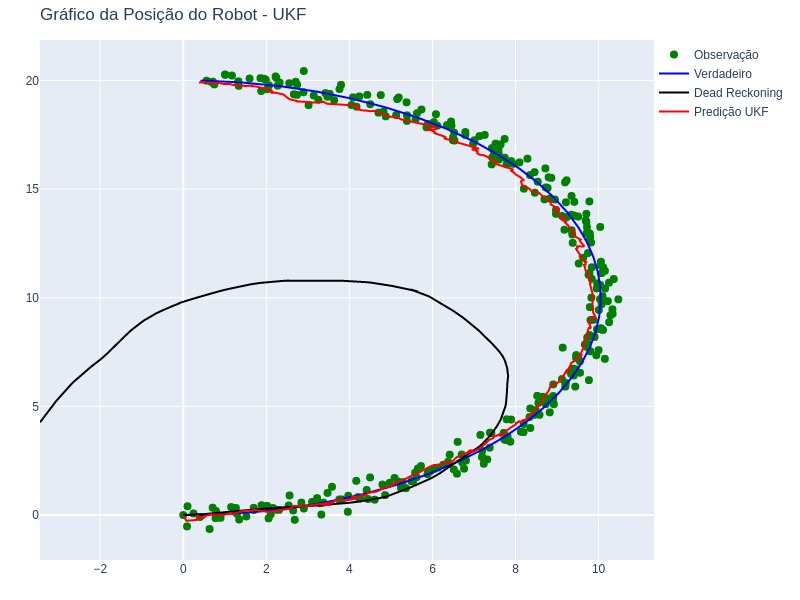 Gráfico da Posição do Robot - UKF
Observação
Verdadeiro
Dead Reckoning
Predição UKF
20
15
10
5
0
−2 0 2 4 6 8 10